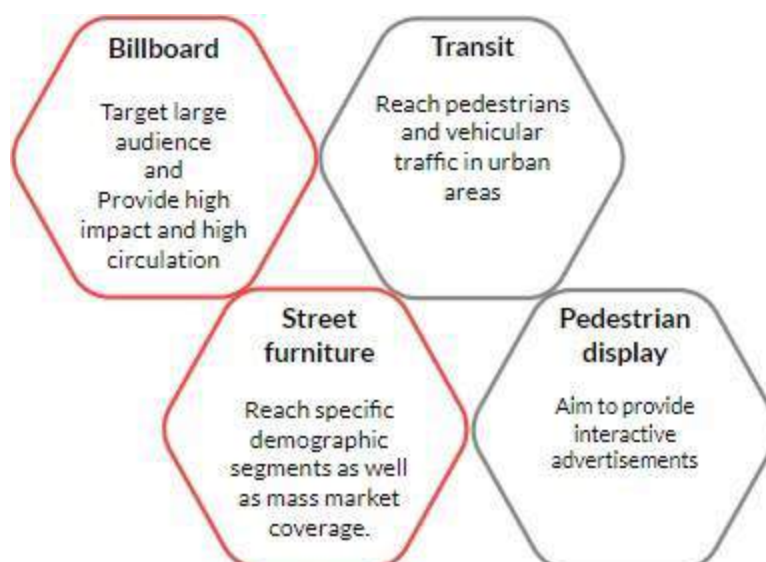 Billboard
Target large
audience
and
Provide high
impact and high
circulation
Transit
Reach pedestrians
and vehicular
traffic in urban
areas
Street
furniture
Reach specific
demographic
segments as well
as mass market
coverage.
Pedestrian
display
Aim to provide
interactive
advertisements